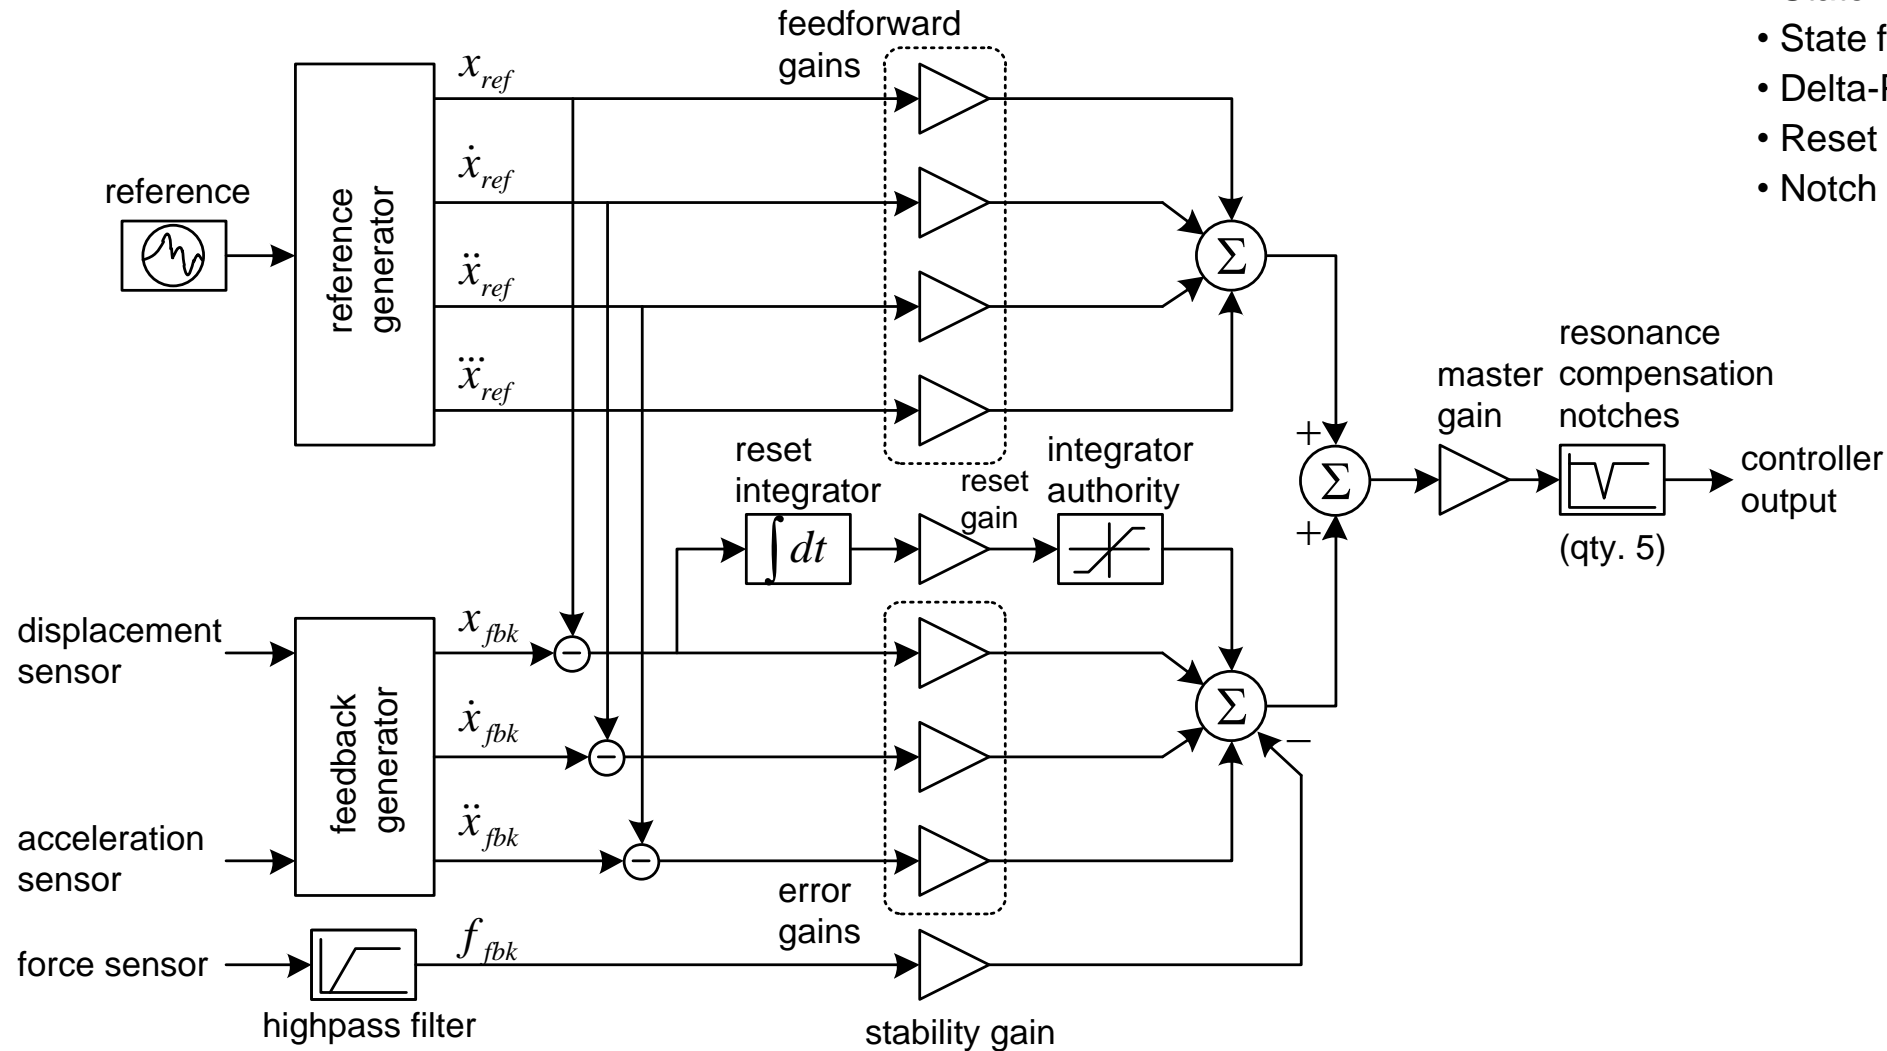 feedforward
gains
x_ref
ẋ_ref
ẍ_ref
x⃛_ref
reference
reference
generator
• State f
• Delta-
• Reset
• Notch
Σ
resonance
compensation
notches
(qty. 5)
master
gain
+
Σ
+
controller
output
reset
integrator
∫ dt
reset
gain
integrator
authority
displacement
sensor
acceleration
sensor
feedback
generator
x_fbk
ẋ_fbk
ẍ_fbk
−
−
−
Σ
−
error
gains
force sensor
f_fbk
highpass filter
stability gain